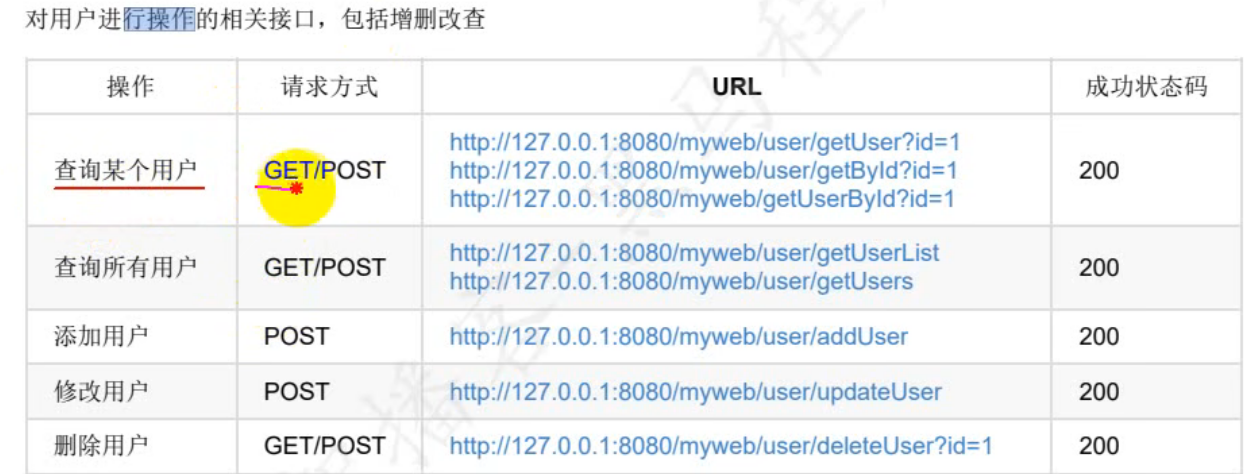 对用户进行操作的相关接口，包括增删改查
操作 请求方式 URL 成功状态码
查询某个用户 GET/POST http://127.0.0.1:8080/myweb/user/getUser?id=1 200
http://127.0.0.1:8080/myweb/user/getById?id=1
http://127.0.0.1:8080/myweb/getUserById?id=1
查询所有用户 GET/POST http://127.0.0.1:8080/myweb/user/getUserList 200
http://127.0.0.1:8080/myweb/user/getUsers
添加用户 POST http://127.0.0.1:8080/myweb/user/addUser 200
修改用户 POST http://127.0.0.1:8080/myweb/user/updateUser 200
删除用户 GET/POST http://127.0.0.1:8080/myweb/user/deleteUser?id=1 200